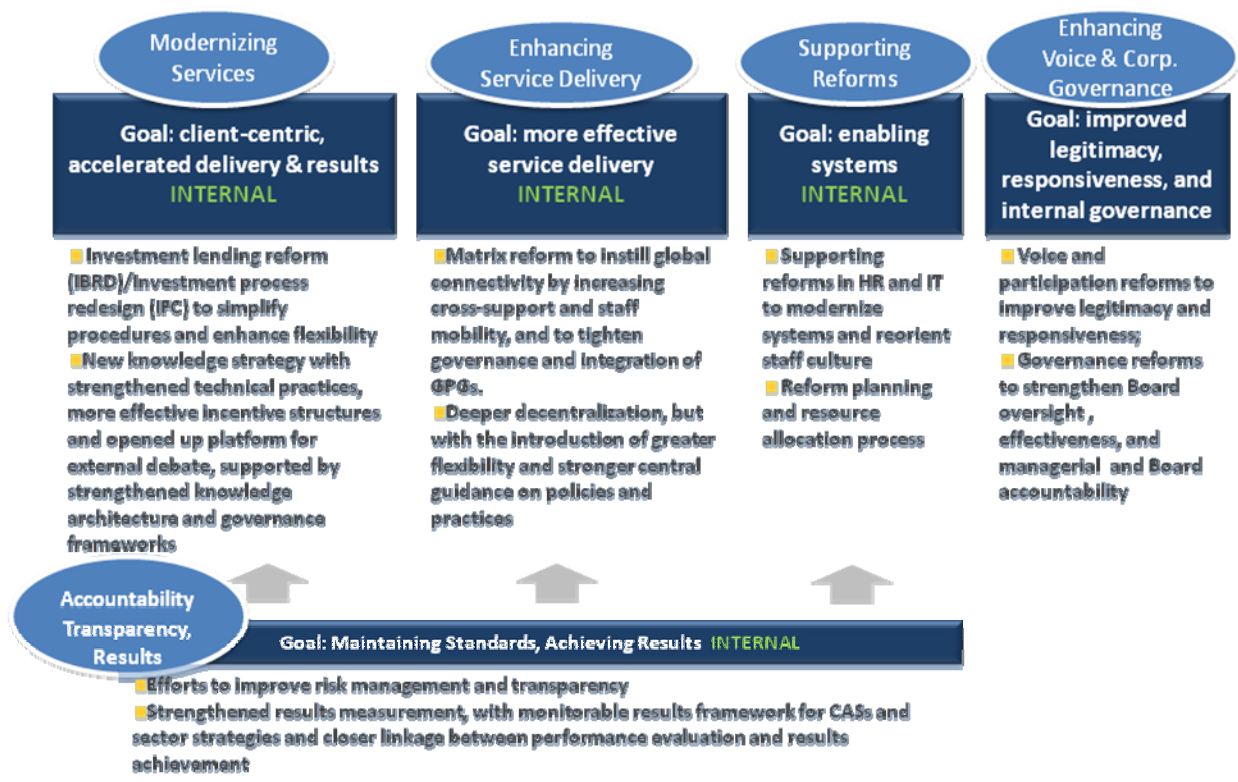 Modernizing
Services
Goal: client-centric,
accelerated delivery & results
INTERNAL
Investment lending reform
(IBRD)/Investment process
redesign (IFC) to simplify
procedures and enhance flexibility
New knowledge strategy with
strengthened technical practices,
more effective incentive structures
and opened up platform for
external debate, supported by
strengthened knowledge
architecture and governance
frameworks
Enhancing
Service Delivery
Goal: more effective
service delivery
INTERNAL
Matrix reform to instill global
connectivity by increasing
cross-support and staff
mobility, and to tighten
governance and integration of
GPGs.
Deeper decentralization, but
with the introduction of greater
flexibility and stronger central
guidance on policies and
practices
Supporting
Reforms
Goal: enabling
systems
INTERNAL
Supporting
reforms in HR and IT
to modernize
systems and reorient
staff culture
Reform planning
and resource
allocation process
Enhancing
Voice & Corp.
Governance
Goal: improved
legitimacy,
responsiveness, and
internal governance
Voice and
participation reforms to
improve legitimacy and
responsiveness;
Governance reforms
to strengthen Board
oversight ,
effectiveness, and
managerial and Board
accountability
Accountability
Transparency,
Results
Goal: Maintaining Standards, Achieving Results INTERNAL
Efforts to improve risk management and transparency
Strengthened results measurement, with monitorable results framework for CASs and
sector strategies and closer linkage between performance evaluation and results
achievement